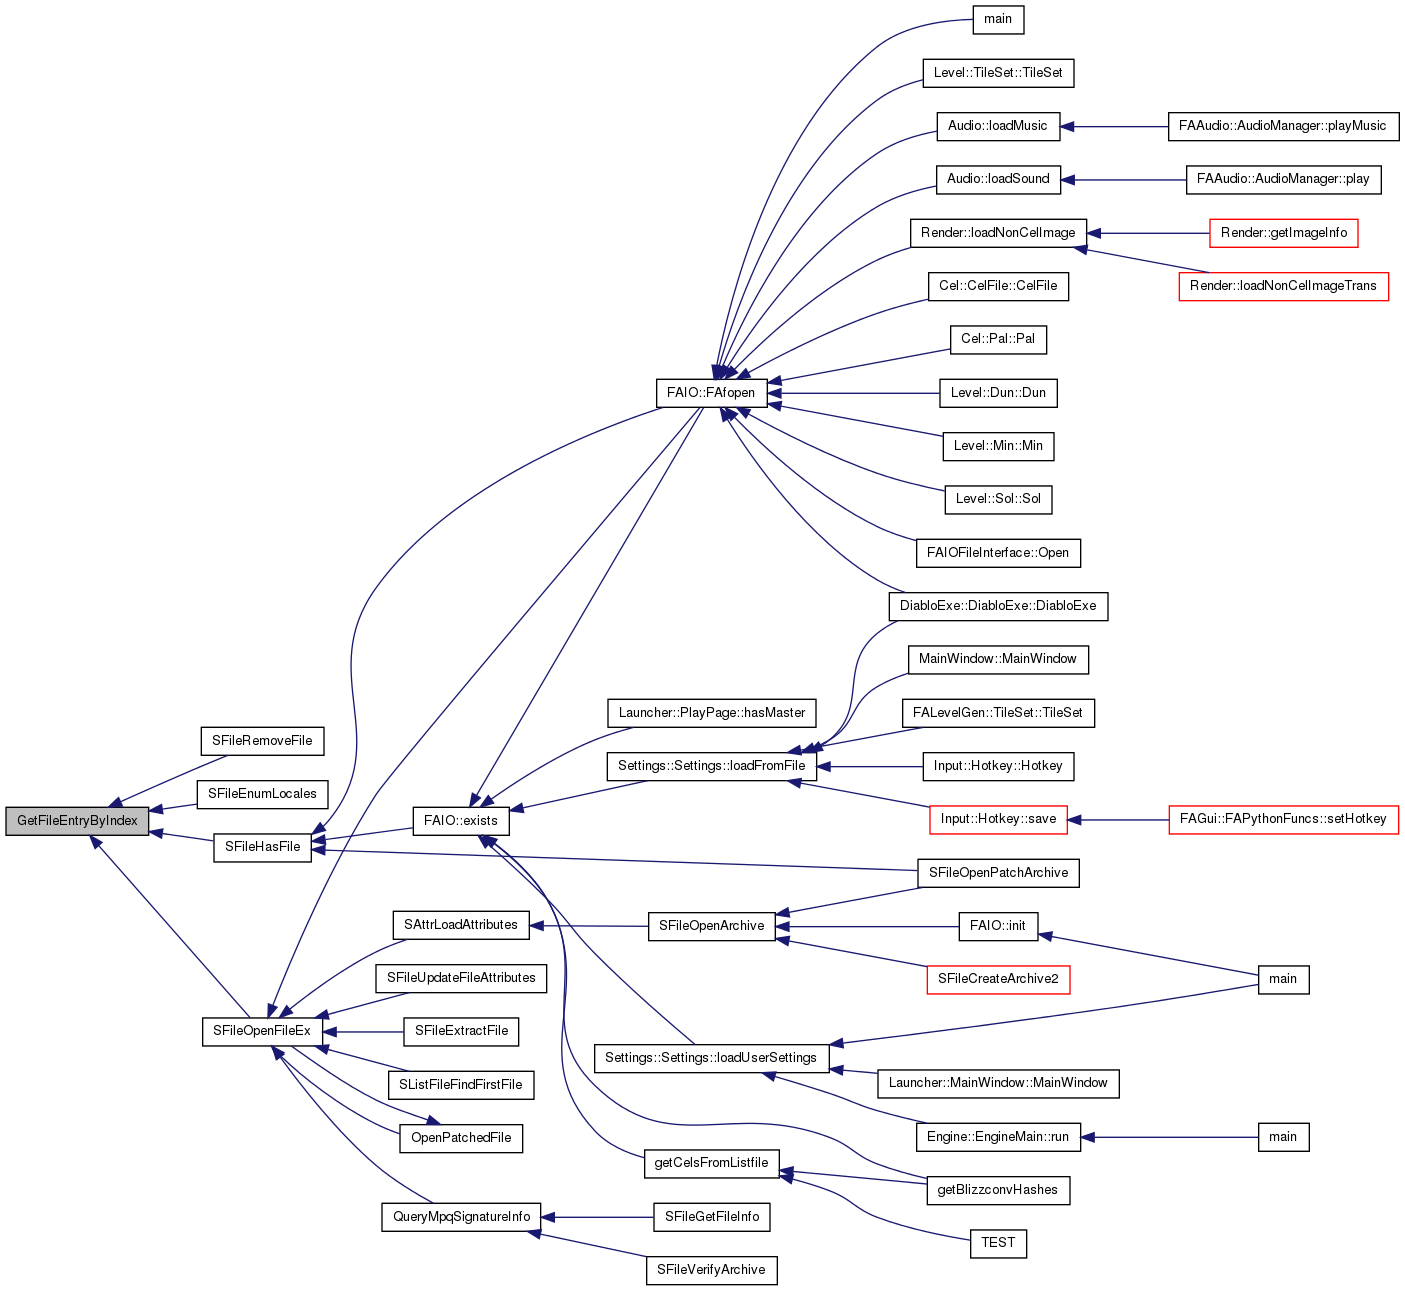 main
Level::TileSet::TileSet
Audio::loadMusic
FAAudio::AudioManager::playMusic
Audio::loadSound
FAAudio::AudioManager::play
Render::loadNonCelImage
Render::getImageInfo
Cel::CelFile::CelFile
Render::loadNonCelImageTrans
Cel::Pal::Pal
FAIO::FAfopen
Level::Dun::Dun
Level::Min::Min
Level::Sol::Sol
FAIOFileInterface::Open
DiabloExe::DiabloExe::DiabloExe
MainWindow::MainWindow
Launcher::PlayPage::hasMaster
FALevelGen::TileSet::TileSet
SFileRemoveFile
Settings::Settings::loadFromFile
Input::Hotkey::Hotkey
SFileEnumLocales
GetFileEntryByIndex
FAIO::exists
Input::Hotkey::save
FAGui::FAPythonFuncs::setHotkey
SFileHasFile
SFileOpenPatchArchive
SAttrLoadAttributes
SFileOpenArchive
FAIO::init
SFileUpdateFileAttributes
SFileCreateArchive2
main
SFileOpenFileEx
SFileExtractFile
Settings::Settings::loadUserSettings
SListFileFindFirstFile
Launcher::MainWindow::MainWindow
OpenPatchedFile
Engine::EngineMain::run
main
getCelsFromListfile
getBlizzconvHashes
QueryMpqSignatureInfo
SFileGetFileInfo
TEST
SFileVerifyArchive